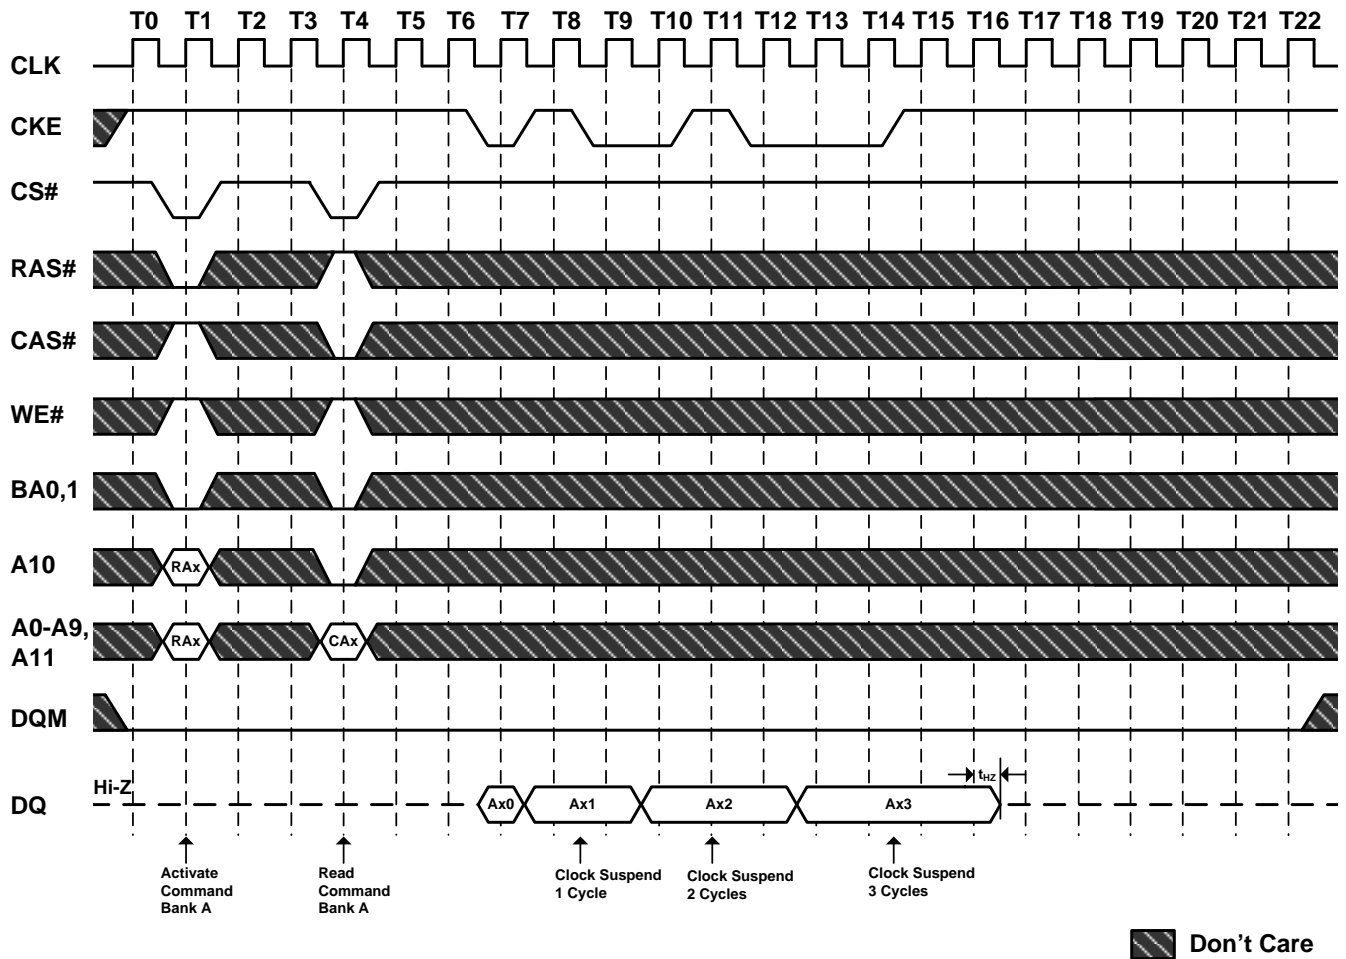 T0 T1 T2 T3 T4 T5 T6 T7 T8 T9 T10 T11 T12 T13 T14 T15 T16 T17 T18 T19 T20 T21 T22
CLK
CKE
CS#
RAS#
CAS#
WE#
BA0,1
A10
RAx
A0-A9,
A11
RAx
CAx
DQM
Hi-Z
tHZ
DQ
Ax0
Ax1
Ax2
Ax3
Activate
Command
Bank A
Read
Command
Bank A
Clock Suspend
1 Cycle
Clock Suspend
2 Cycles
Clock Suspend
3 Cycles
Don't Care